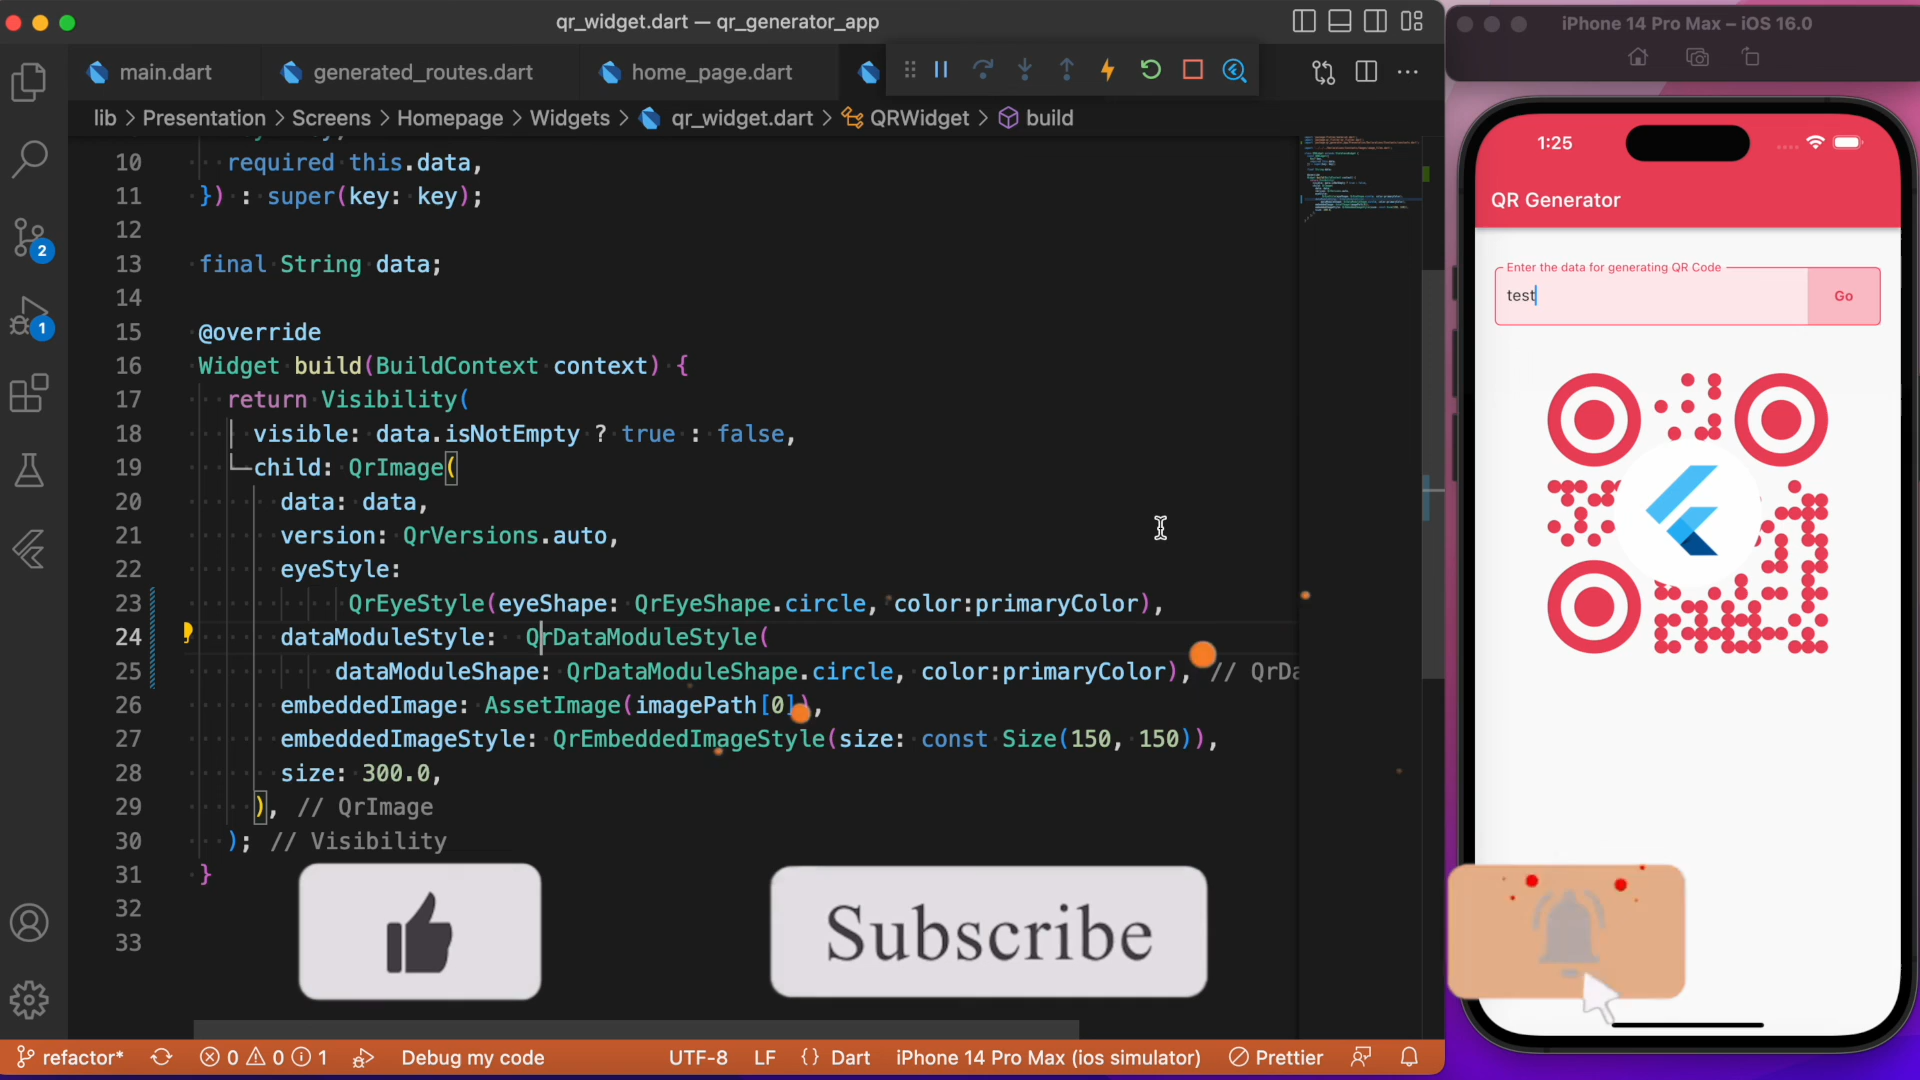 qr_widget.dart — qr_generator_app
main.dart
generated_routes.dart
home_page.dart
lib > Presentation > Screens > Homepage > Widgets > qr_widget.dart > QRWidget > build
10 required this.data,
11 }) : super(key: key);
12
13 final String data;
14
15 @override
16 Widget build(BuildContext context) {
17 return Visibility(
18 visible: data.isNotEmpty ? true : false,
19 child: QrImage(
20 data: data,
21 version: QrVersions.auto,
22 eyeStyle:
23 QrEyeStyle(eyeShape: QrEyeShape.circle, color:primaryColor),
24 dataModuleStyle: QrDataModuleStyle(
25 dataModuleShape: QrDataModuleShape.circle, color:primaryColor), // QrDa
26 embeddedImage: AssetImage(imagePath[0]),
27 embeddedImageStyle: QrEmbeddedImageStyle(size: const Size(150, 150)),
28 size: 300.0,
29 ), // QrImage
30 ); // Visibility
31 }
32
33
2
1
Subscribe
refactor* 0 0 1 Debug my code UTF-8 LF {} Dart iPhone 14 Pro Max (ios simulator) Prettier
iPhone 14 Pro Max – iOS 16.0
1:25
QR Generator
Enter the data for generating QR Code
test
Go